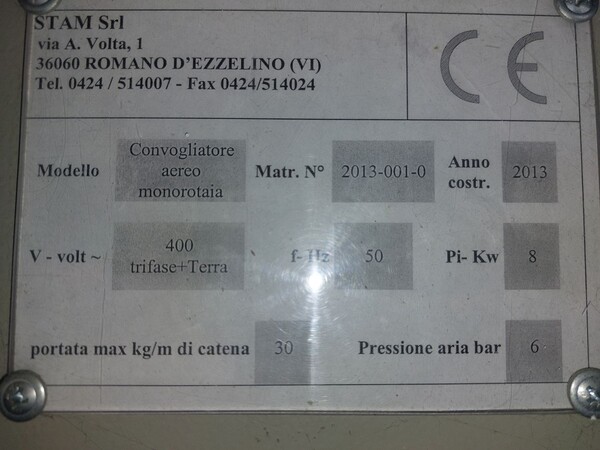 STAM Srl
via A. Volta, 1
36060 ROMANO D'EZZELINO (VI)
Tel. 0424 / 514007 - Fax 0424/514024
CE
Modello Convogliatore aereo monorotaia Matr. N° 2013-001-0 Anno costr. 2013
V - volt ~ 400 trifase+Terra f- Hz 50 Pi- Kw 8
portata max kg/m di catena 30 Pressione aria bar 6